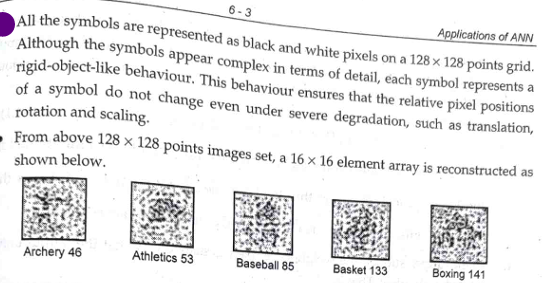 6 - 3
Applications of ANN
All the symbols are represented as black and white pixels on a 128 × 128 points grid.
Although the symbols appear complex in terms of detail, each symbol represents a
rigid-object-like behaviour. This behaviour ensures that the relative pixel positions
of a symbol do not change even under severe degradation, such as translation,
rotation and scaling.
• From above 128 × 128 points images set, a 16 × 16 element array is reconstructed as
shown below.
Archery 46
Athletics 53
Baseball 85
Basket 133
Boxing 141